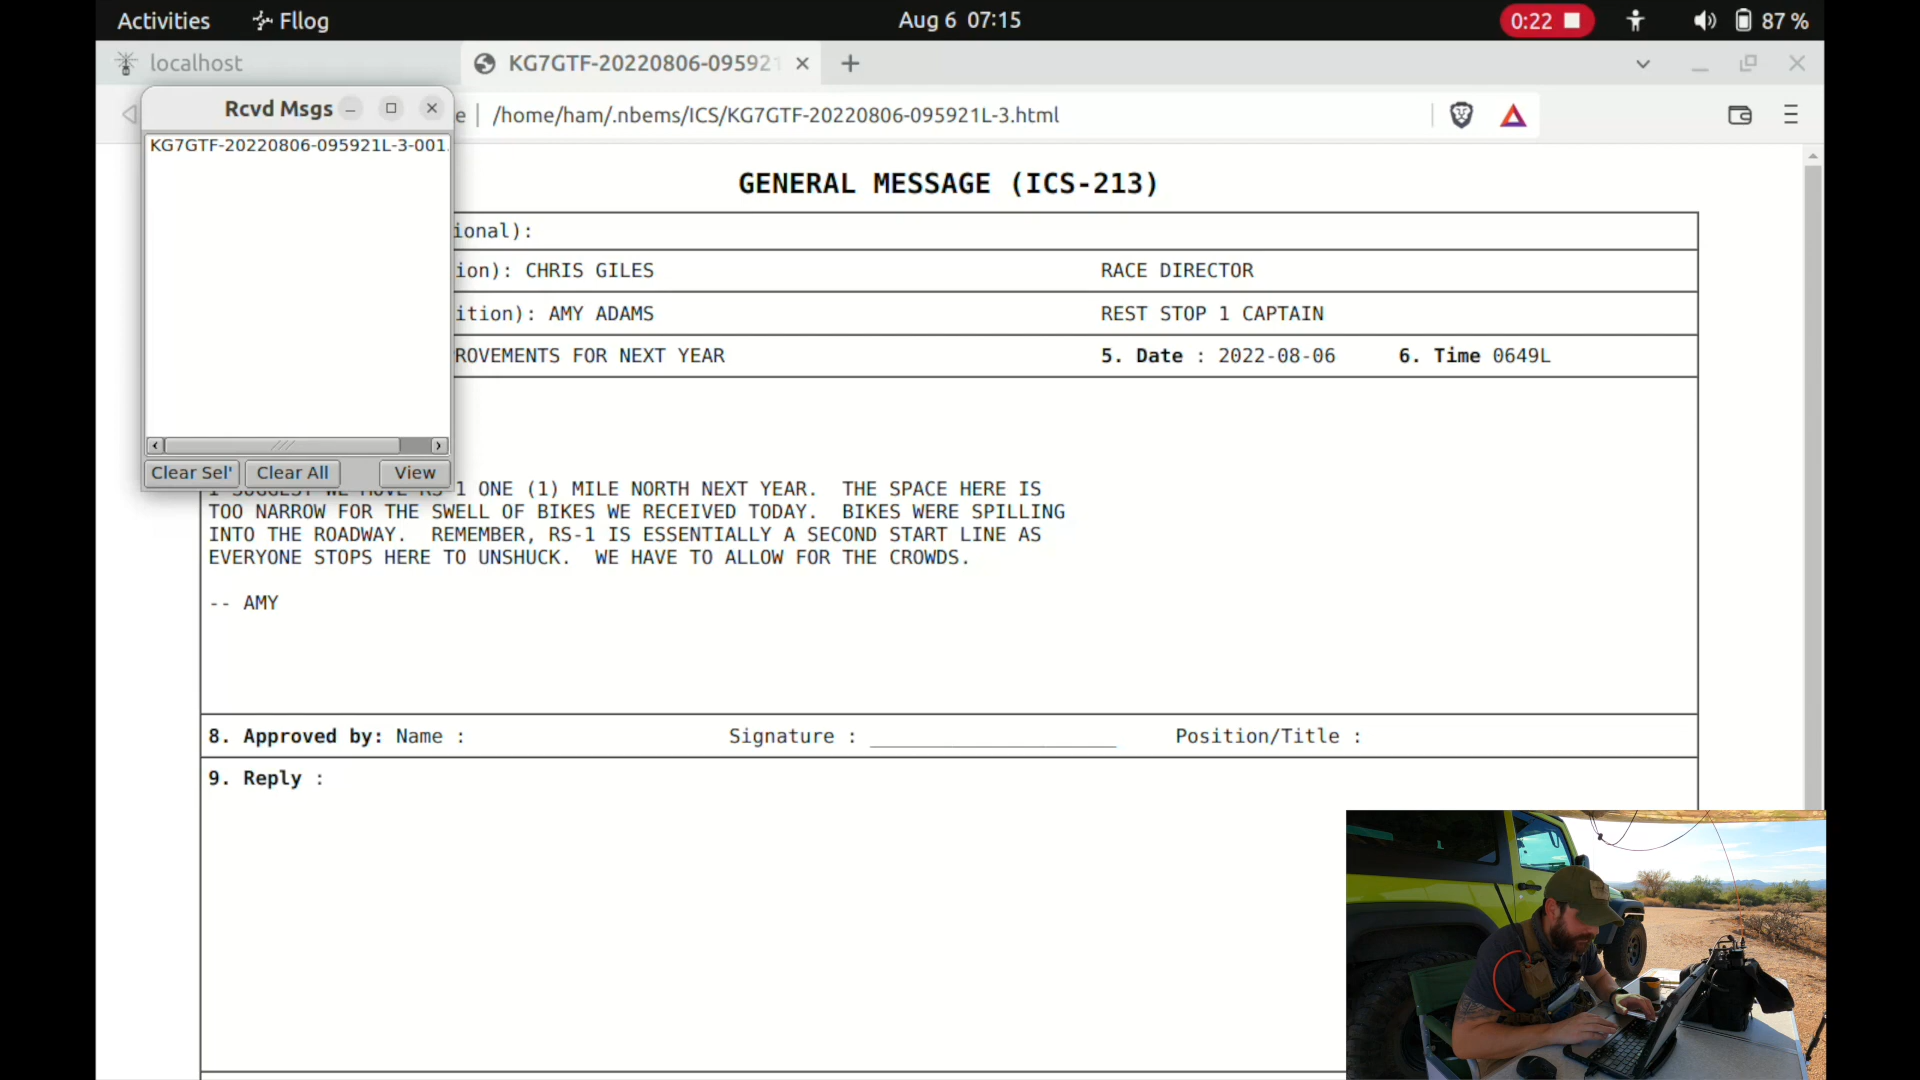 Activities Fllog Aug 6 07:15 0:22 87 %
localhost KG7GTF-20220806-09592
Rcvd Msgs
e | /home/ham/.nbems/ICS/KG7GTF-20220806-095921L-3.html
KG7GTF-20220806-095921L-3-001.
GENERAL MESSAGE (ICS-213)
ional):
ion): CHRIS GILES RACE DIRECTOR
ition): AMY ADAMS REST STOP 1 CAPTAIN
ROVEMENTS FOR NEXT YEAR 5. Date : 2022-08-06 6. Time 0649L
Clear Sel' Clear All View
I SUGGEST WE MOVE RS-1 ONE (1) MILE NORTH NEXT YEAR. THE SPACE HERE IS
TOO NARROW FOR THE SWELL OF BIKES WE RECEIVED TODAY. BIKES WERE SPILLING
INTO THE ROADWAY. REMEMBER, RS-1 IS ESSENTIALLY A SECOND START LINE AS
EVERYONE STOPS HERE TO UNSHUCK. WE HAVE TO ALLOW FOR THE CROWDS.
-- AMY
8. Approved by: Name : Signature : ____________________ Position/Title :
9. Reply :